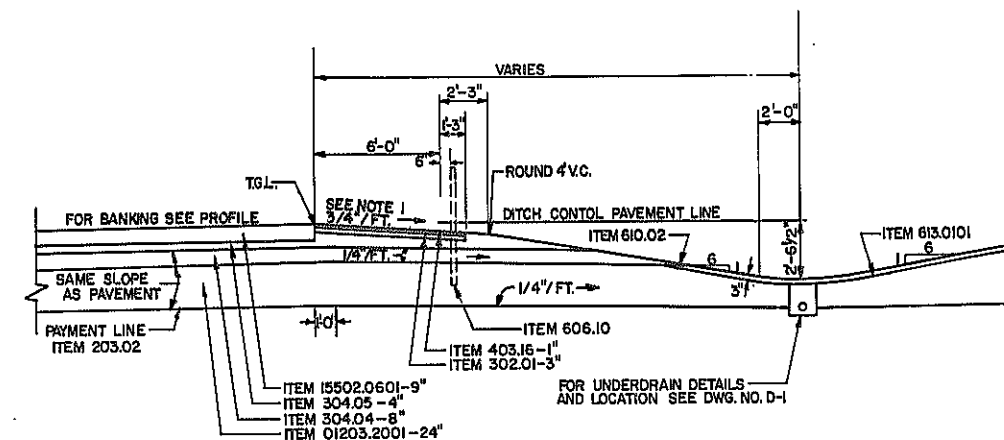 VARIES
2'-3"
2'-0"
1'-3"
6'-0"
6"
ROUND 4' V.C.
T.G.L.
SEE NOTE 1
3/4"/FT.
DITCH CONTOL PAVEMENT LINE
FOR BANKING SEE PROFILE
ITEM 610.02
2'-6 1/2"
ITEM 613.0101
6
1
6
1/4"/FT.
3"
SAME SLOPE
AS PAVEMENT
1/4"/FT.
PAYMENT LINE
ITEM 203.02
1'-0"
ITEM 606.10
ITEM 403.16-1"
ITEM 302.01-3"
ITEM 15502.0601-9"
ITEM 304.05-4"
ITEM 304.04-8"
ITEM 01203.2001-24"
FOR UNDERDRAIN DETAILS
AND LOCATION SEE DWG. NO. D-1